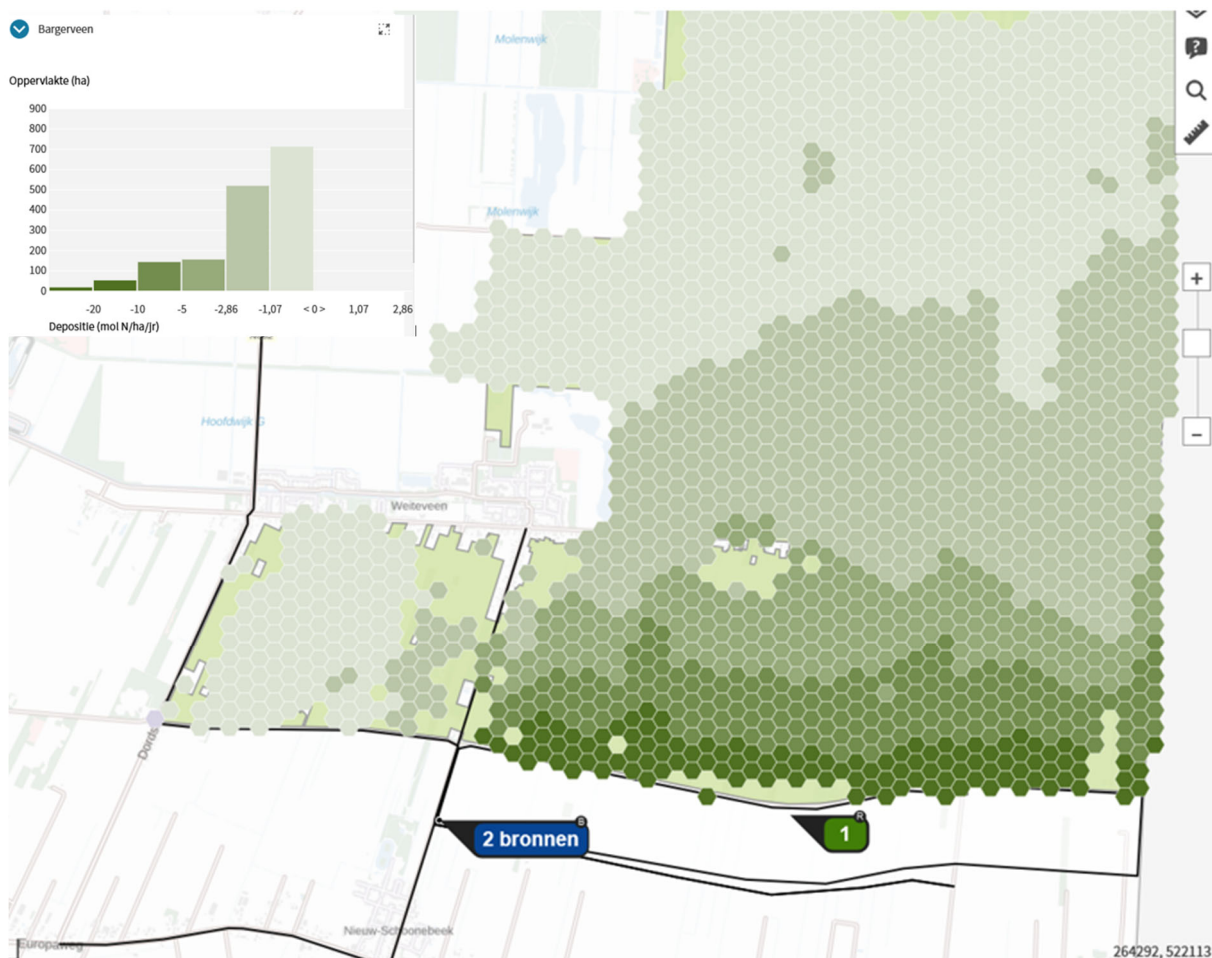 Bargerveen
Oppervlakte (ha)
900
800
700
600
500
400
300
200
100
0
-20 -10 -5 -2,86 -1,07 < 0 > 1,07 2,86
Depositie (mol N/ha/jr)
Molenwijk
Molenwijk
Hoofdwijk G
Weiteveen
Dords
2 bronnen
B
1
R
Nieuw-Schoonebeek
Europaweg
?
+
−
264292, 522113